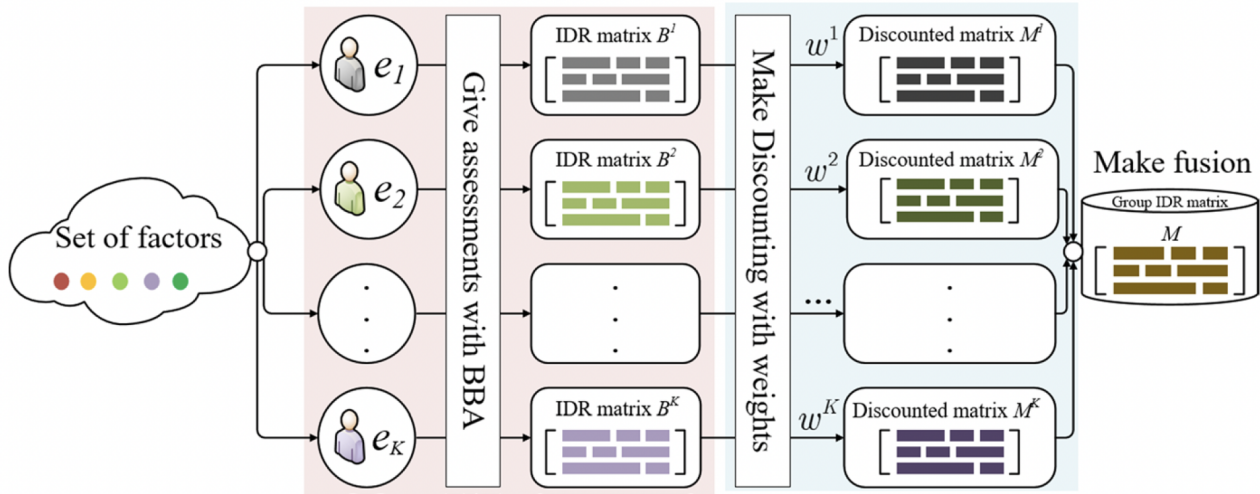 Set of factors
e1
e2
.
.
.
eK
Give assessments with BBA
IDR matrix B1
IDR matrix B2
.
.
.
IDR matrix BK
Make Discounting with weights
w1
w2
...
wK
Discounted matrix M1
Discounted matrix M2
.
.
.
Discounted matrix MK
Make fusion
Group IDR matrix
M